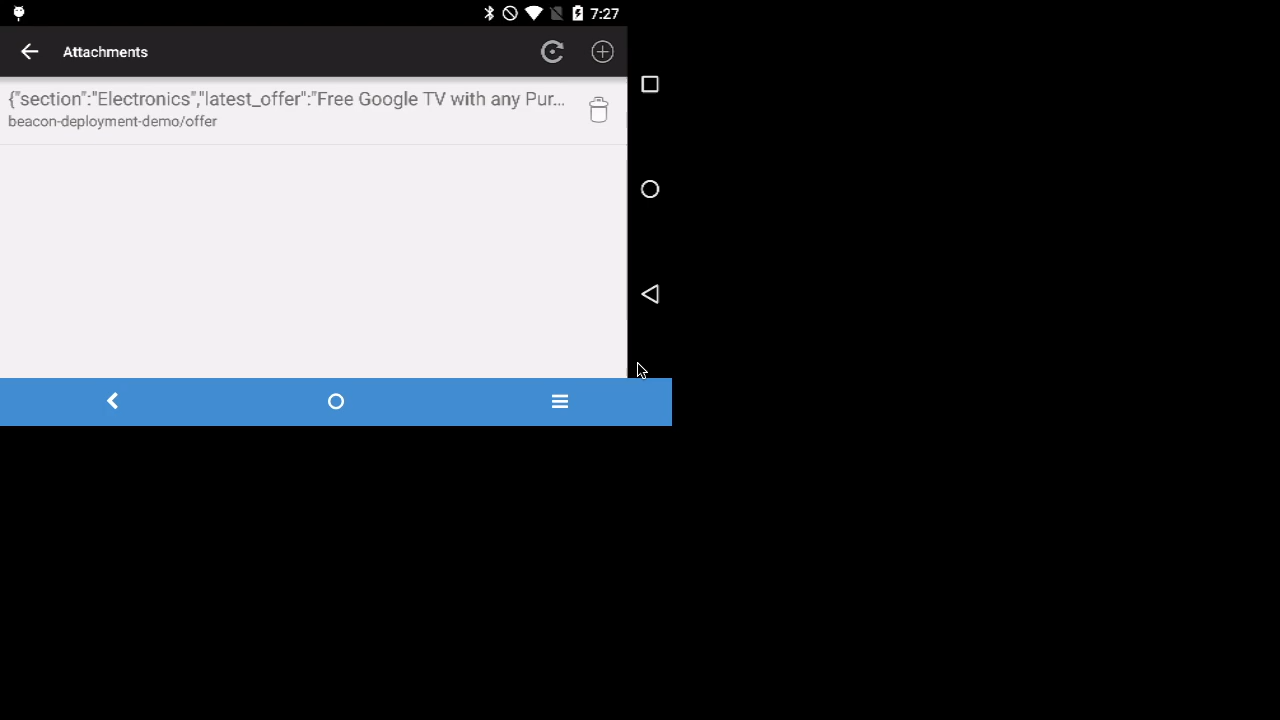 7:27
Attachments
{"section":"Electronics","latest_offer":"Free Google TV with any Pur...
beacon-deployment-demo/offer